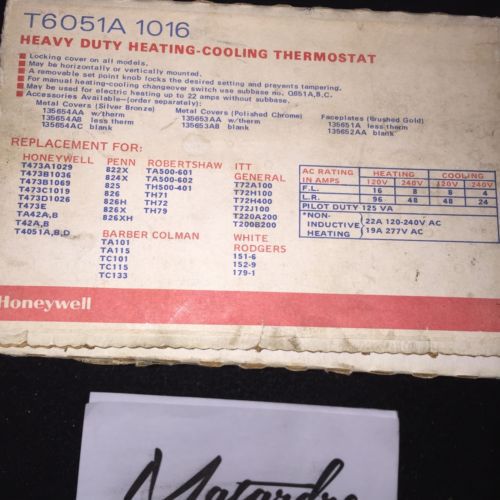 T6051A 1016
HEAVY DUTY HEATING-COOLING THERMOSTAT
Locking cover on all models.
May be horizontally or vertically mounted.
A removable set point knob locks the desired setting and prevents tampering.
For manual heating-cooling changeover switch use subbase no. Q651A,B,C.
May be used for electric heating up to 22 amps without subbase.
Accessories Available—(order separately):
Metal Covers (Silver Bronze) Metal Covers (Polished Chrome) Faceplates (Brushed Gold)
135654AA w/therm 135653AA w/therm 135651A less therm
135654AB less therm 135653AB blank 135652AA blank
135654AC blank
REPLACEMENT FOR:
HONEYWELL
T473A1029
T473B1036
T473B1069
T473C1019
T473D1026
T473E
TA42A,B
T42A,B
T4051A,B,D
PENN
822X
824X
825
826
826H
826X
826XH
ROBERTSHAW
TA500-601
TA500-602
TH500-401
TH71
TH72
TH79
BARBER COLMAN
TA101
TA115
TC101
TC115
TC133
ITT
GENERAL
T72A100
T72H100
T72H400
T72J100
T220A200
T200B200
WHITE
RODGERS
151-6
152-9
179-1
AC RATING IN AMPS HEATING COOLING
120V 240V 120V 240V
F.L. 16 8 8 4
L.R. 96 48 48 24
PILOT DUTY 125 VA
*NON-INDUCTIVE HEATING
22A 120-240V AC
19A 277V AC
Honeywell